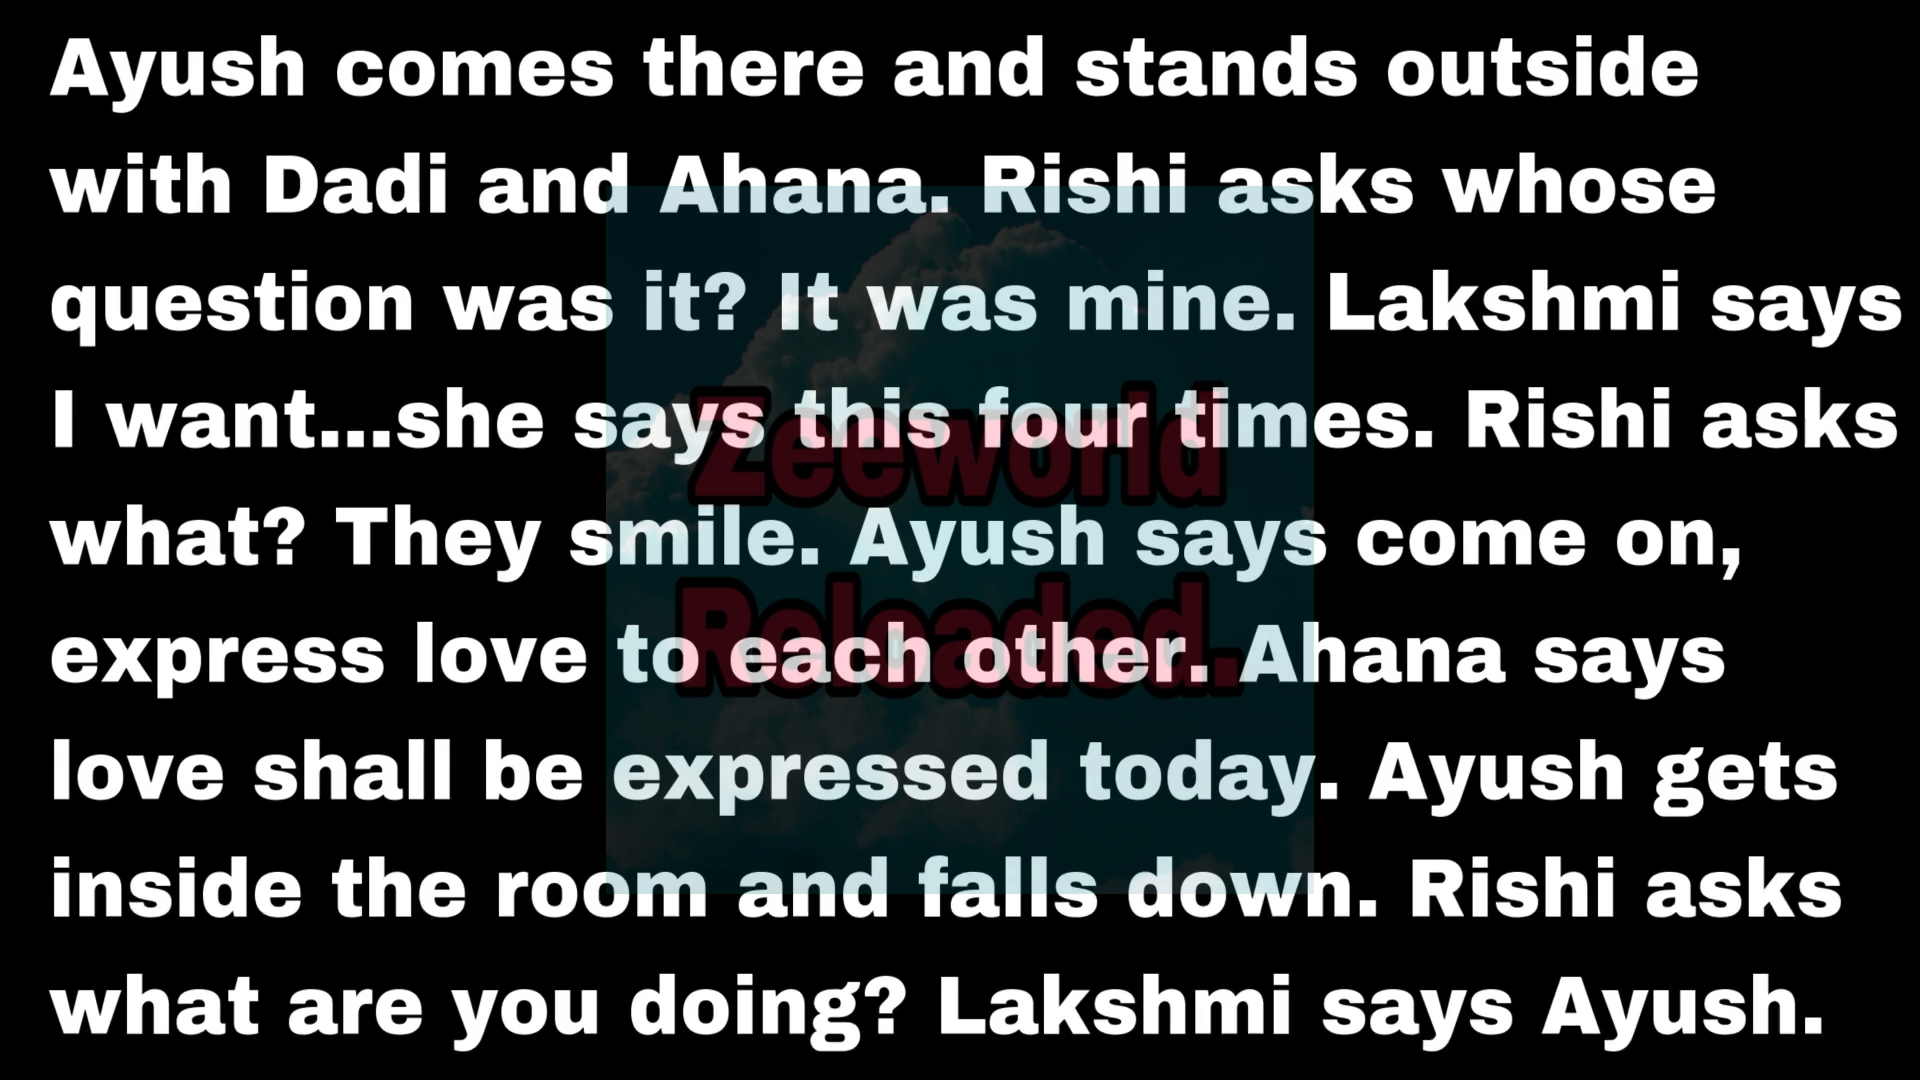 Ayush comes there and stands outside
with Dadi and Ahana. Rishi asks whose
question was it? It was mine. Lakshmi says
I want...she says this four times. Rishi asks
what? They smile. Ayush says come on,
express love to each other. Ahana says
love shall be expressed today. Ayush gets
inside the room and falls down. Rishi asks
what are you doing? Lakshmi says Ayush.
Zeeworld
Reloaded.